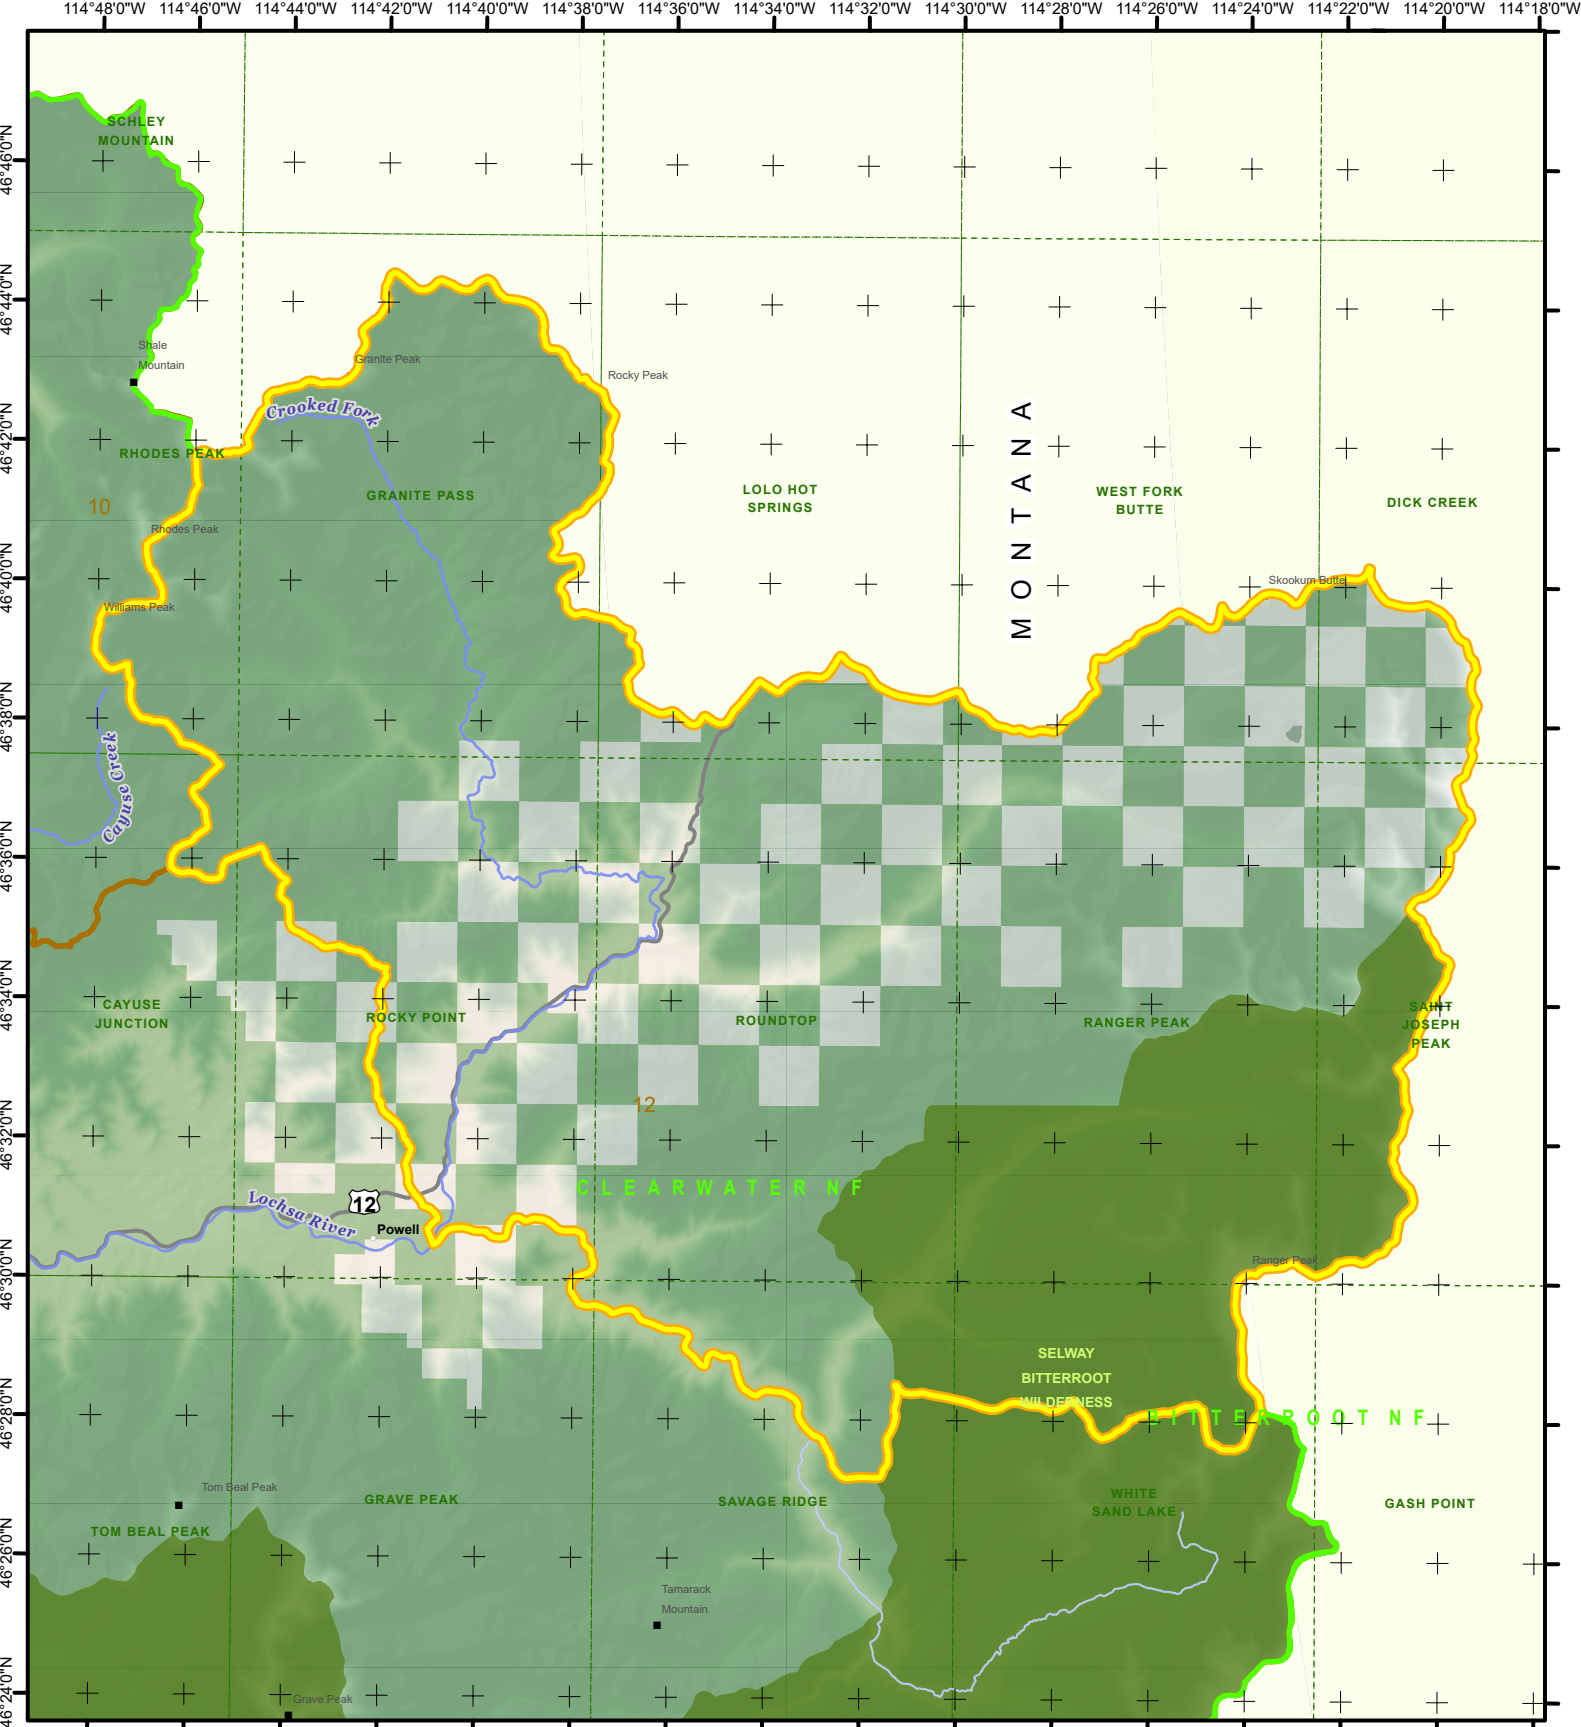 114°48'0"W 114°46'0"W 114°44'0"W 114°42'0"W 114°40'0"W 114°38'0"W 114°36'0"W 114°34'0"W 114°32'0"W 114°30'0"W 114°28'0"W 114°26'0"W 114°24'0"W 114°22'0"W 114°20'0"W 114°18'0"W
SCHLEY
MOUNTAIN
46°46'0"N
46°44'0"N
Shale
Mountain
Granite Peak
Rocky Peak
Crooked Fork
MONTANA
46°42'0"N
RHODES PEAK
GRANITE PASS
LOLO HOT
SPRINGS
WEST FORK
BUTTE
DICK CREEK
10
Rhodes Peak
46°40'0"N
Skookum Butte
Williams Peak
46°38'0"N
Cayuse Creek
46°36'0"N
46°34'0"N
CAYUSE
JUNCTION
ROCKY POINT
ROUNDTOP
RANGER PEAK
SAINT
JOSEPH
PEAK
12
46°32'0"N
CLEARWATER NF
Lochsa River
12
Powell
46°30'0"N
Ranger Peak
SELWAY
BITTERROOT
WILDERNESS
46°28'0"N
BITTERROOT NF
Tom Beal Peak
GRAVE PEAK
SAVAGE RIDGE
WHITE
SAND LAKE
GASH POINT
TOM BEAL PEAK
46°26'0"N
Tamarack
Mountain
46°24'0"N
Grave Peak